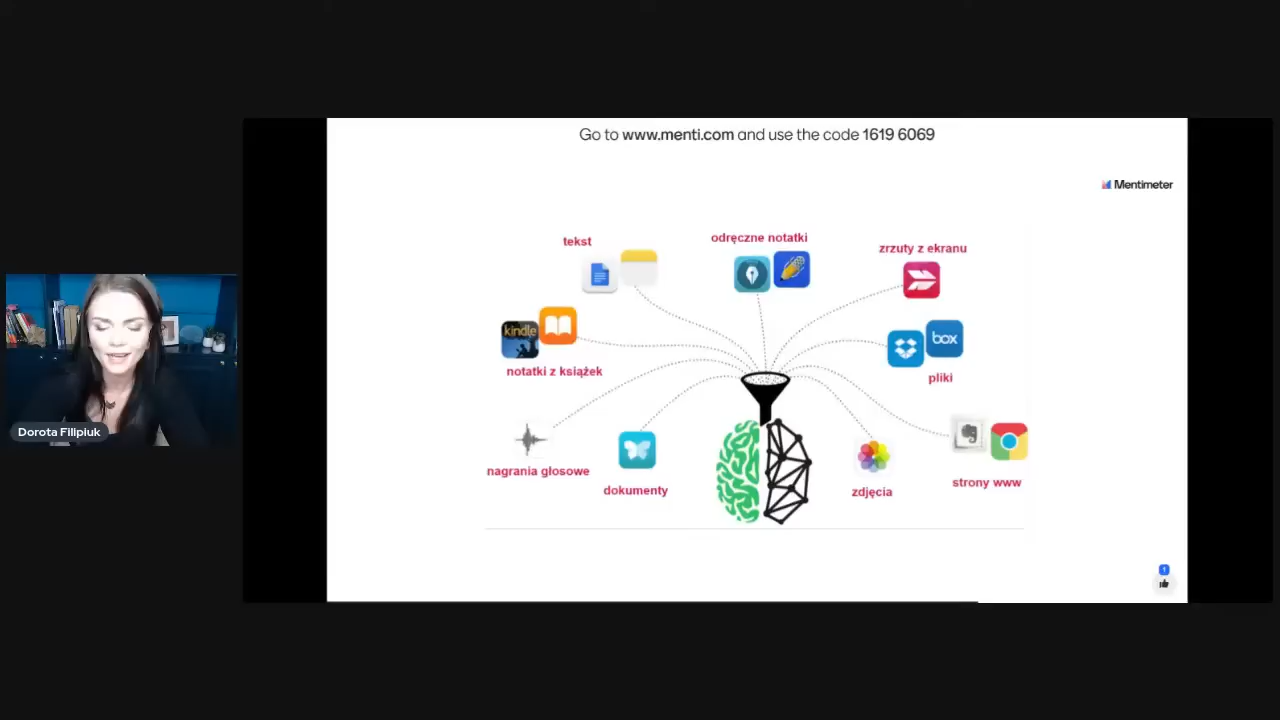 Go to www.menti.com and use the code 1619 6069
Mentimeter
tekst
odręczne notatki
zrzuty z ekranu
kindle
box
notatki z książek
pliki
nagrania głosowe
dokumenty
zdjęcia
strony www
Dorota Filipiuk
1